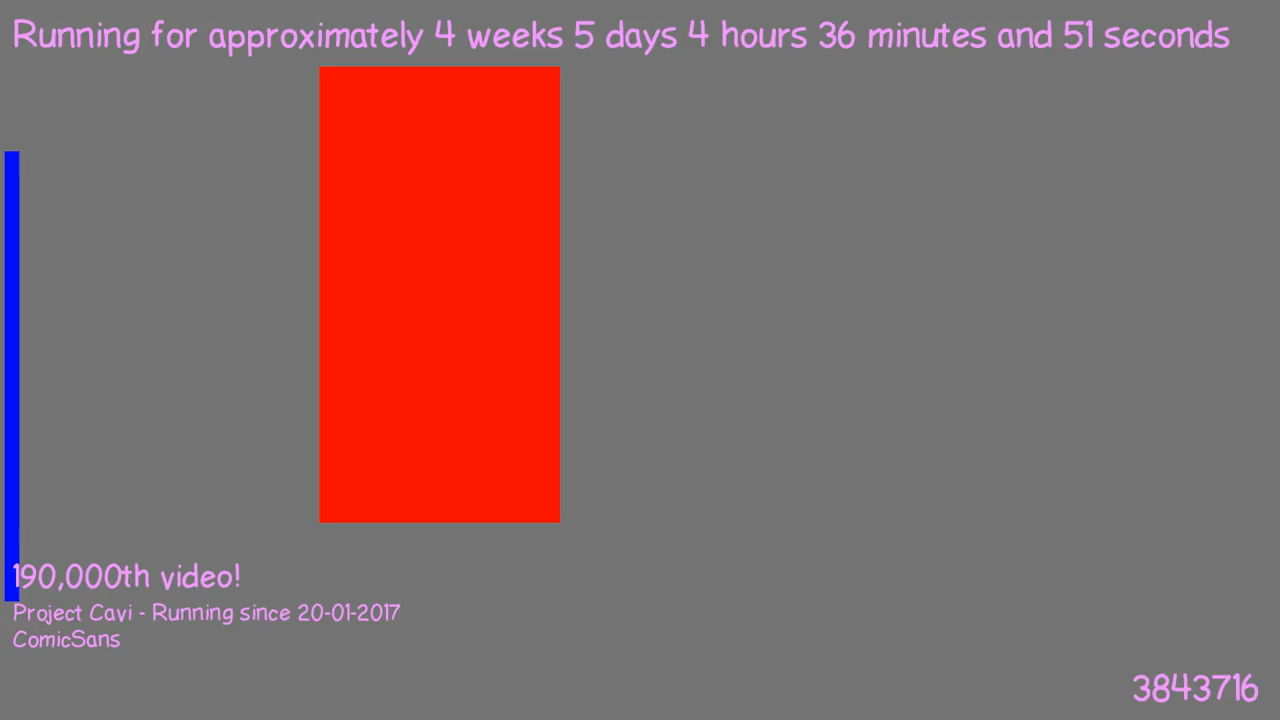 Running for approximately 4 weeks 5 days 4 hours 36 minutes and 51 seconds
190,000th video!
Project Cavi - Running since 20-01-2017
ComicSans
3843716